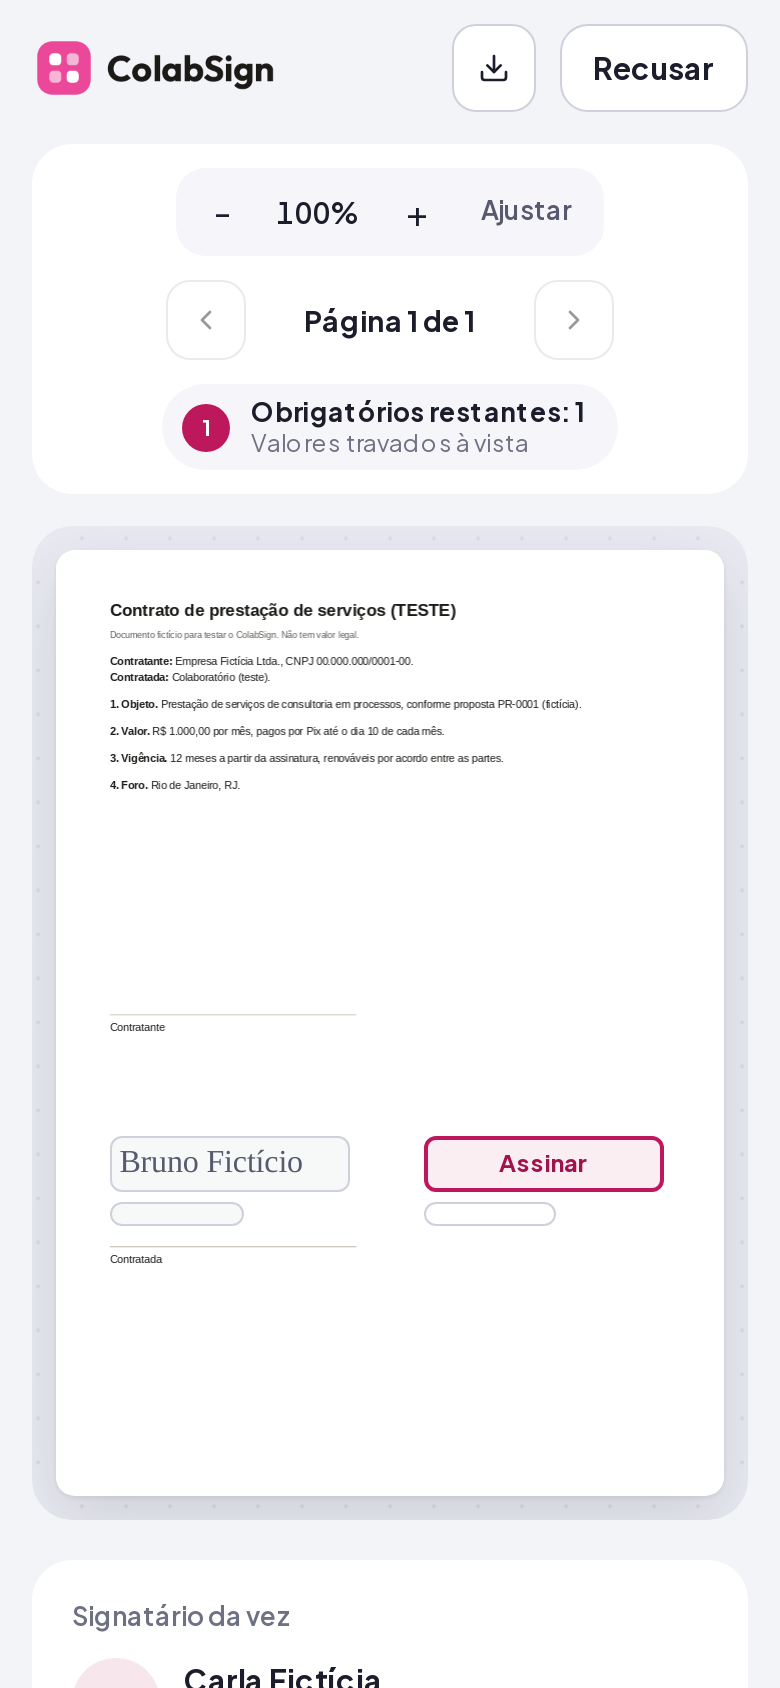 ColabSign
Recusar
- 100% + Ajustar
Página 1 de 1
1
Obrigatórios restantes: 1
Valores travados à vista
Contrato de prestação de serviços (TESTE)
Documento fictício para testar o ColabSign. Não tem valor legal.
Contratante: Empresa Fictícia Ltda., CNPJ 00.000.000/0001-00.
Contratada: Colaboratório (teste).
1. Objeto. Prestação de serviços de consultoria em processos, conforme proposta PR-0001 (fictícia).
2. Valor. R$ 1.000,00 por mês, pagos por Pix até o dia 10 de cada mês.
3. Vigência. 12 meses a partir da assinatura, renováveis por acordo entre as partes.
4. Foro. Rio de Janeiro, RJ.
Contratante
Bruno Fictício
Assinar
Contratada
Signatário da vez
Carla Fictícia